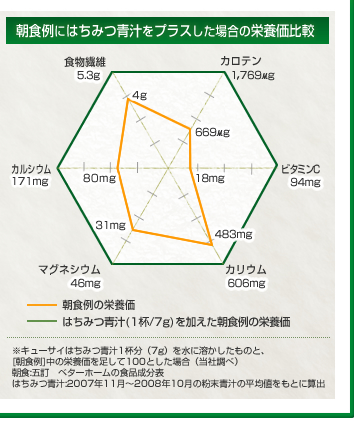 朝食例にはちみつ青汁をプラスした場合の栄養価比較
食物繊維
5.3g
カロテン
1,769㎍
4g
669㎍
カルシウム
171mg
80mg
18mg
ビタミンC
94mg
31mg
483mg
マグネシウム
46mg
カリウム
606mg
朝食例の栄養価
はちみつ青汁(1杯/7g)を加えた朝食例の栄養価
※キューサイはちみつ青汁1杯分（7g）を水に溶かしたものと、
[朝食例]中の栄養価を足して100とした場合（当社調べ）
朝食:五訂　ベターホームの食品成分表
はちみつ青汁:2007年11月～2008年10月の粉末青汁の平均値をもとに算出